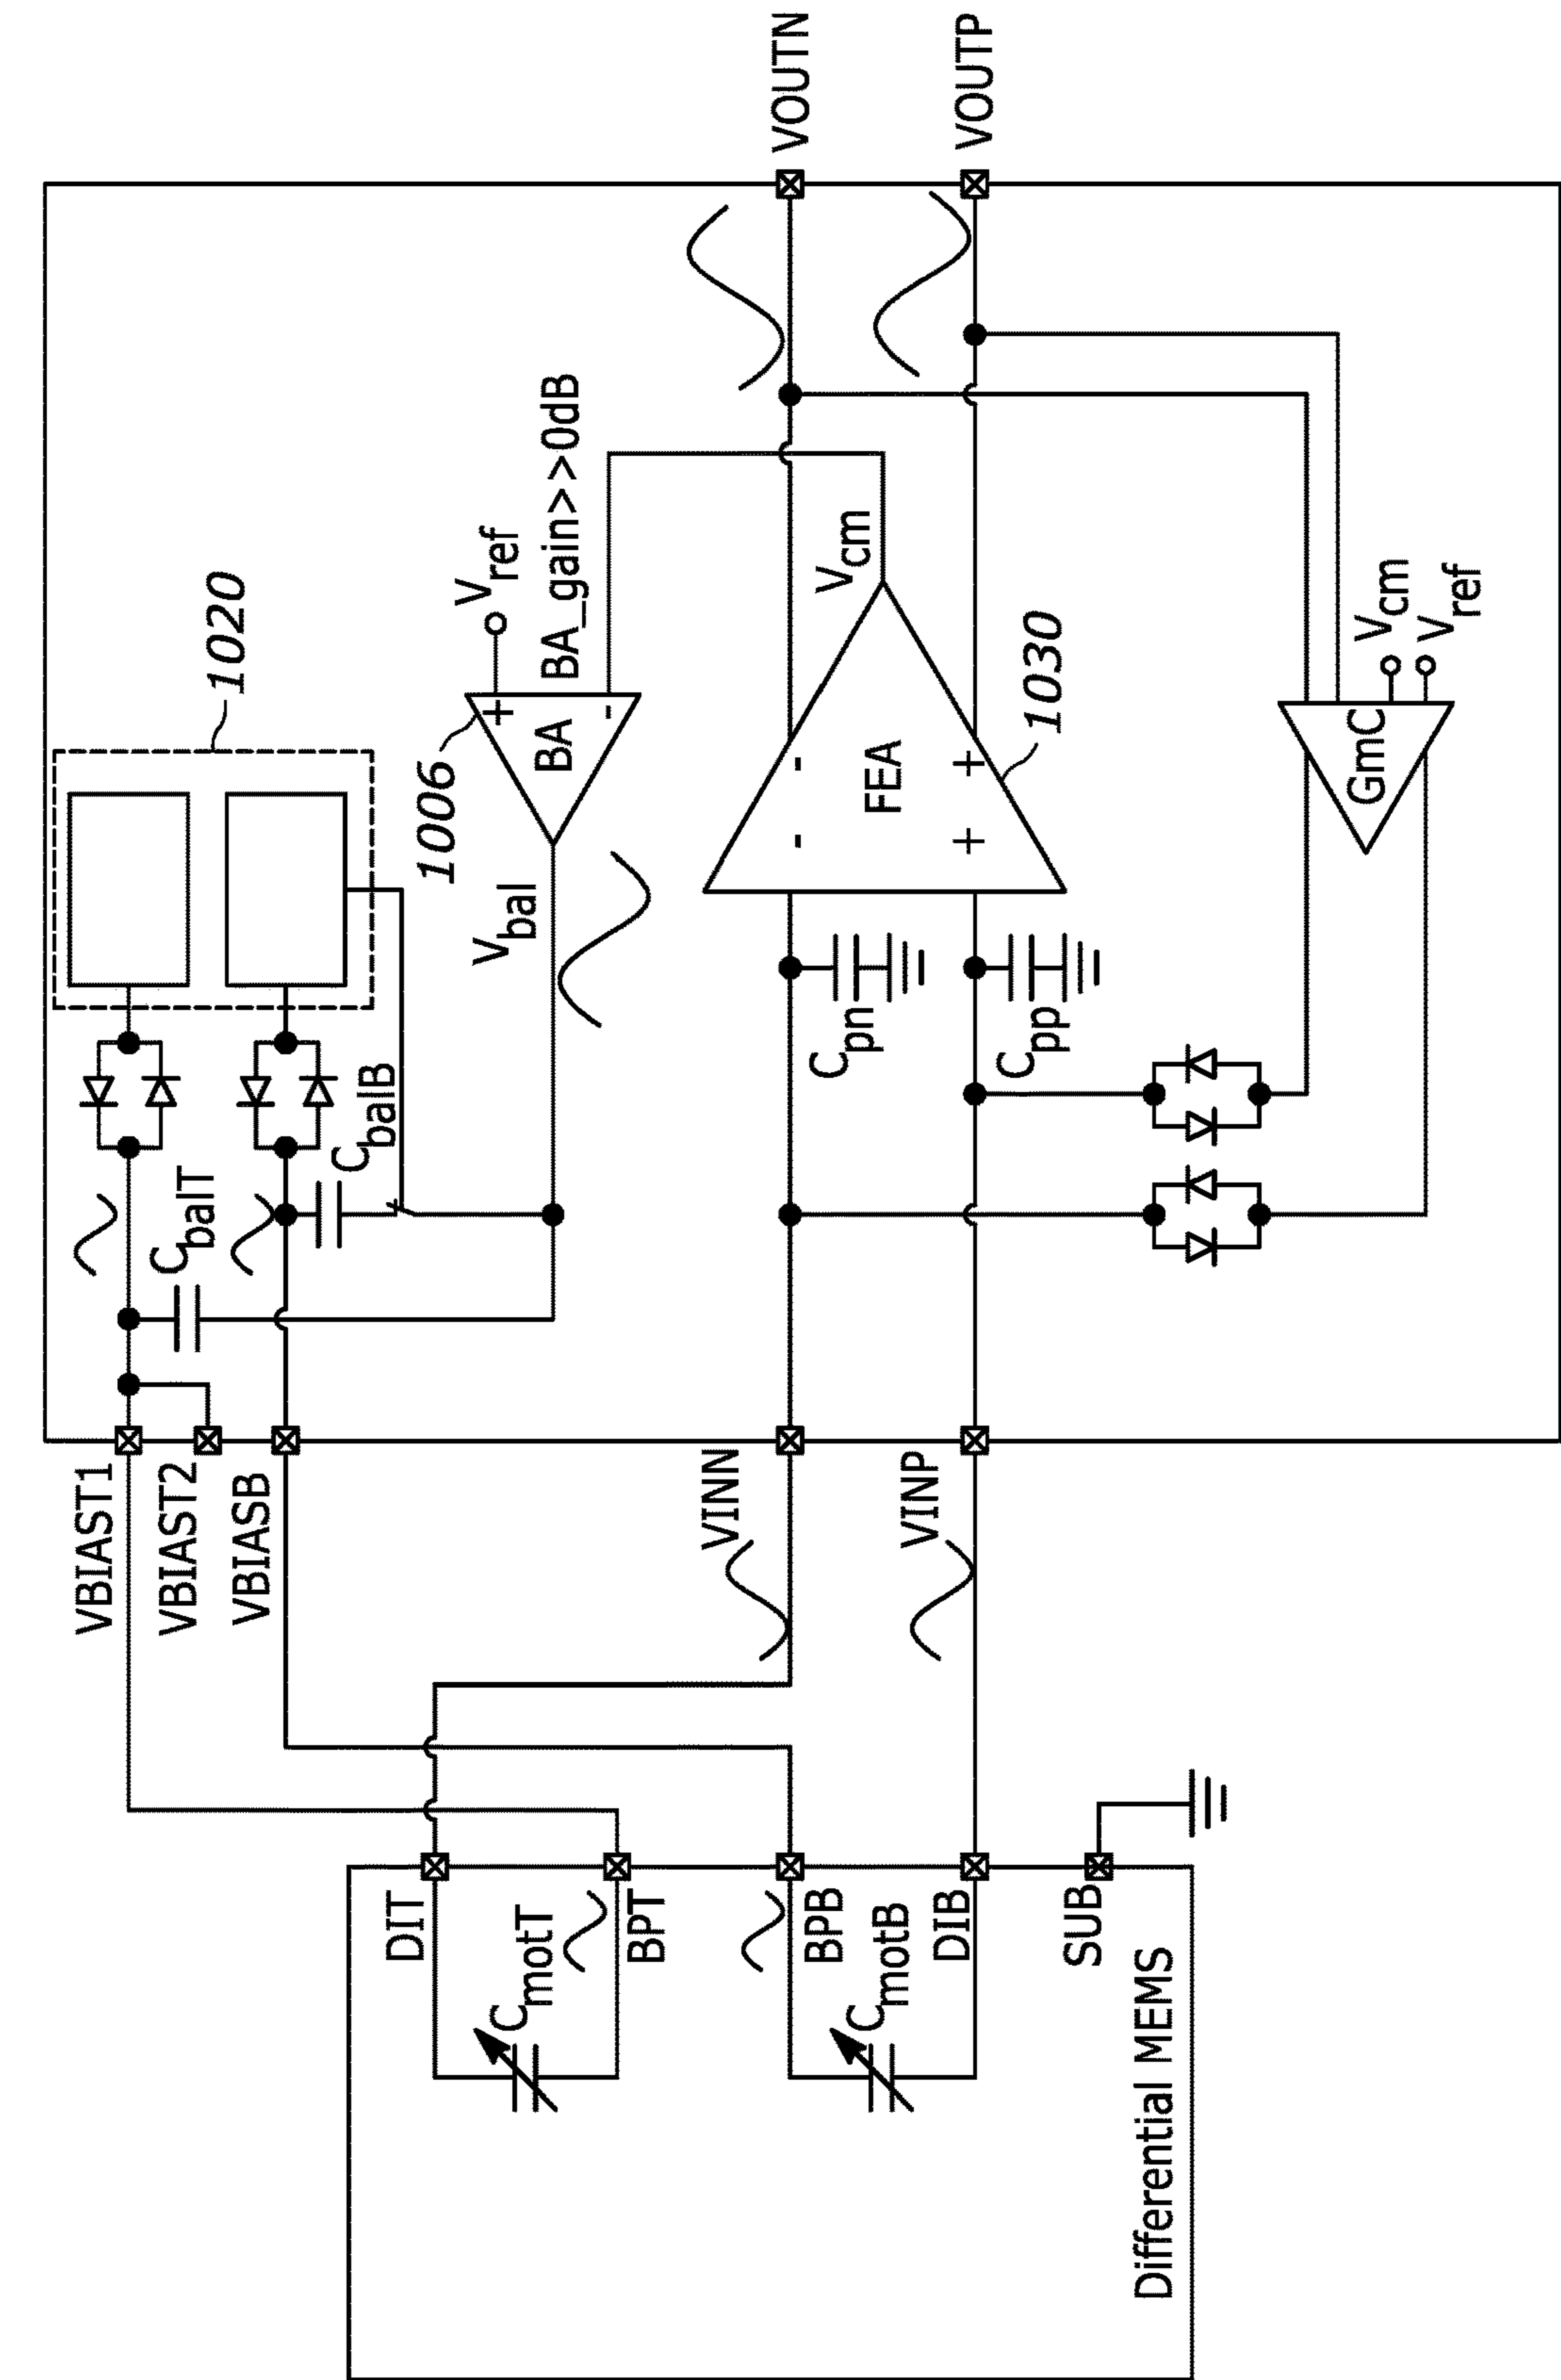 VOUTN
VOUTP
1020
Vref
BA_gain>>0dB
+
-
BA
1006
Vbal
Vcm
-
-
FEA
+
+
1030
Vcm
Vref
GmC
Cpn
Cpp
CbalT
CbalB
VBIAST1
VBIAST2
VBIASB
VINN
VINP
DIT
CmotT
BPT
BPB
CmotB
DIB
SUB
Differential MEMS